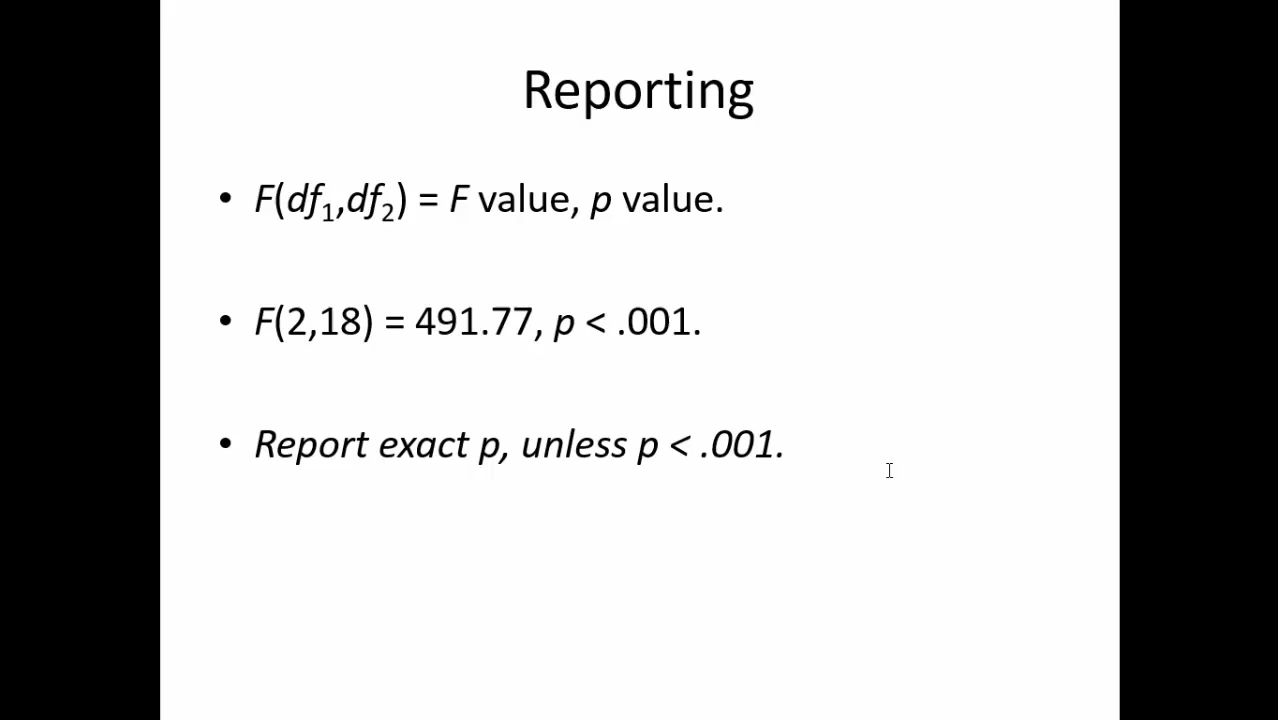 Reporting
• F(df₁,df₂) = F value, p value.
• F(2,18) = 491.77, p < .001.
• Report exact p, unless p < .001.